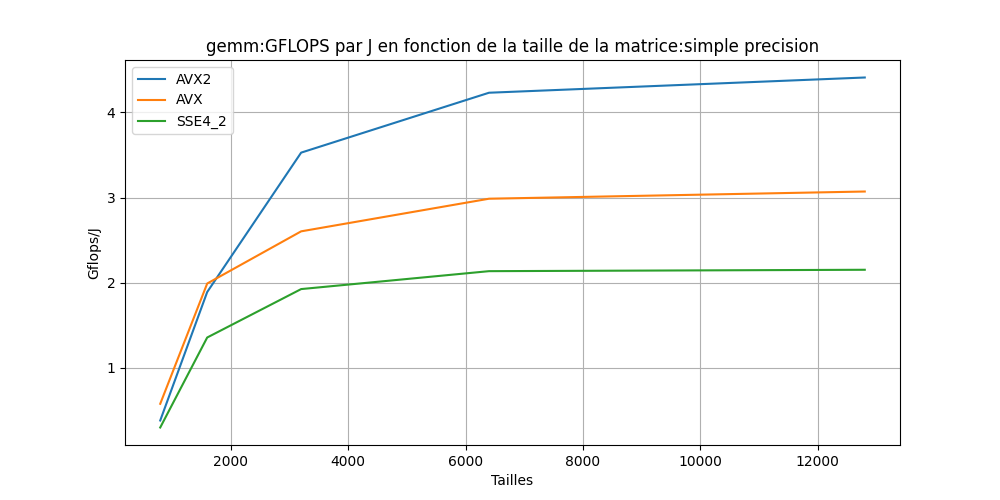 gemm:GFLOPS par J en fonction de la taille de la matrice:simple precision
AVX2
AVX
SSE4_2
4
3
2
1
Gflops/J
2000 4000 6000 8000 10000 12000
Tailles